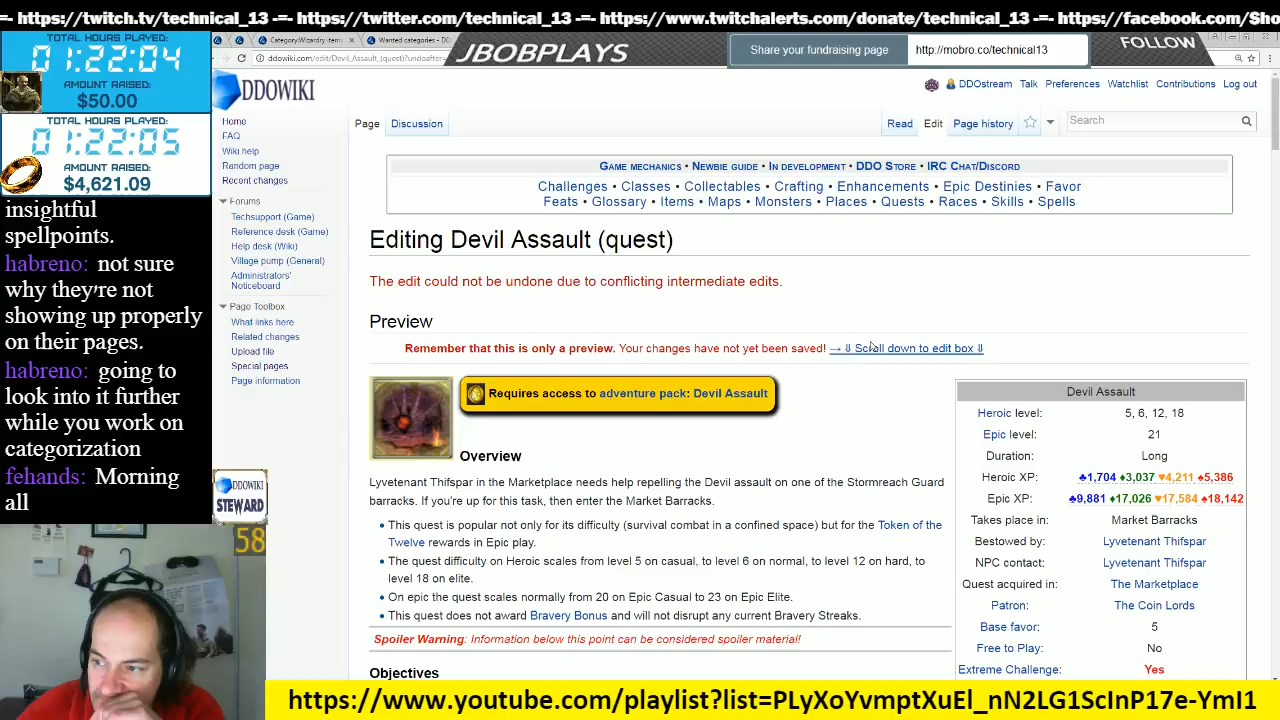 https://twitch.tv/technical_13 -=- https://twitter.com/technical_13 -=- https://www.twitchalerts.com/donate/technical_13 -=- https://facebook.com/$ho
TOTAL HOURS PLAYED:
01:22:04
AMOUNT RAISED:
$50.00
TOTAL HOURS PLAYED:
01:22:05
AMOUNT RAISED:
$4,621.09
insightful
spellpoints.
habreno: not sure
why they're not
showing up properly
on their pages.
habreno: going to
look into it further
while you work on
categorization
fehands: Morning
all
Category:Wizardry item
Wanted categories -
JBOBPLAYS
Share your fundraising page
http://mobro.co/technical13
FOLLOW
ddowiki.com/edit/Devil_Assault_(quest)?undoafter=
DDOWIKI
DDOstream Talk Preferences Watchlist Contributions Log out
Home
FAQ
Wiki help
Random page
Recent changes
Forums
Techsupport (Game)
Reference desk (Game)
Help desk (Wiki)
Village pump (General)
Administrators'
Noticeboard
Page Toolbox
What links here
Related changes
Upload file
Special pages
Page information
DDOWIKI
STEWARD
58
Page Discussion
Read Edit Page history
Search
Game mechanics • Newbie guide • In development • DDO Store • IRC Chat/Discord
Challenges • Classes • Collectables • Crafting • Enhancements • Epic Destinies • Favor
Feats • Glossary • Items • Maps • Monsters • Places • Quests • Races • Skills • Spells
Editing Devil Assault (quest)
The edit could not be undone due to conflicting intermediate edits.
Preview
Remember that this is only a preview. Your changes have not yet been saved! → ⇓ Scroll down to edit box ⇓
Requires access to adventure pack: Devil Assault
Overview
Lyvetenant Thifspar in the Marketplace needs help repelling the Devil assault on one of the Stormreach Guard
barracks. If you're up for this task, then enter the Market Barracks.
• This quest is popular not only for its difficulty (survival combat in a confined space) but for the Token of the
Twelve rewards in Epic play.
• The quest difficulty on Heroic scales from level 5 on casual, to level 6 on normal, to level 12 on hard, to
level 18 on elite.
• On epic the quest scales normally from 20 on Epic Casual to 23 on Epic Elite.
• This quest does not award Bravery Bonus and will not disrupt any current Bravery Streaks.
Spoiler Warning: Information below this point can be considered spoiler material!
Objectives
Devil Assault
Heroic level: 5, 6, 12, 18
Epic level: 21
Duration: Long
Heroic XP: ♣1,704 ♦3,037 ♥4,211 ♠5,386
Epic XP: ♣9,881 ♦17,026 ♥17,584 ♠18,142
Takes place in: Market Barracks
Bestowed by: Lyvetenant Thifspar
NPC contact: Lyvetenant Thifspar
Quest acquired in: The Marketplace
Patron: The Coin Lords
Base favor: 5
Free to Play: No
Extreme Challenge: Yes
https://www.youtube.com/playlist?list=PLyXoYvmptXuEl_nN2LG1ScInP17e-YmI1